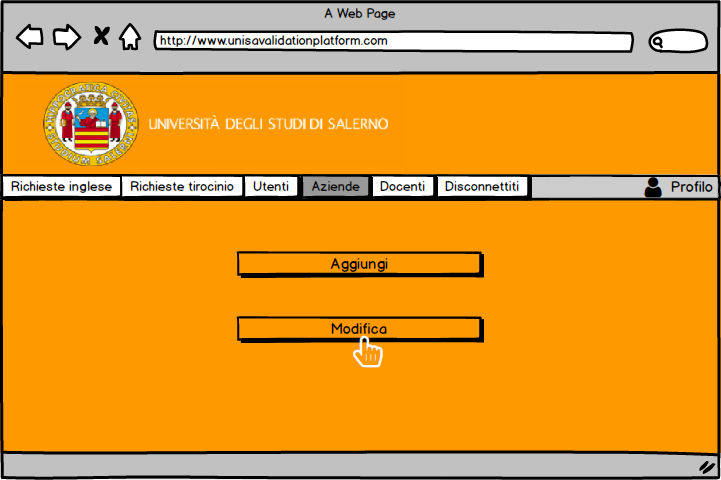 A Web Page
http://www.unisavalidationplatform.com
UNIVERSITÀ DEGLI STUDI DI SALERNO
Richieste inglese Richieste tirocinio Utenti Aziende Docenti Disconnettiti Profilo
Aggiungi
Modifica